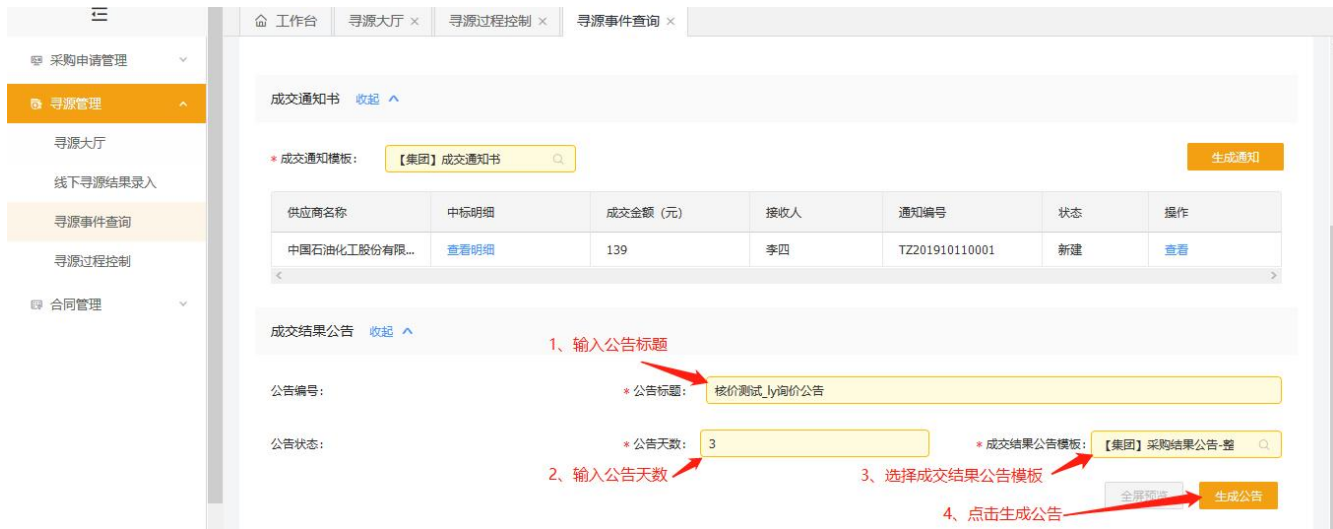 工作台 寻源大厅 × 寻源过程控制 × 寻源事件查询 ×
采购申请管理
寻源管理
寻源大厅
线下寻源结果录入
寻源事件查询
寻源过程控制
合同管理
成交通知书 收起
* 成交通知模板： 【集团】成交通知书 生成通知
供应商名称 中标明细 成交金额（元） 接收人 通知编号 状态 操作
中国石油化工股份有限... 查看明细 139 李四 TZ201910110001 新建 查看
成交结果公告 收起
1、输入公告标题
公告编号： * 公告标题： 核价测试_ly询价公告
公告状态： * 公告天数： 3 * 成交结果公告模板： 【集团】采购结果公告-整
2、输入公告天数 3、选择成交结果公告模板
全屏预览 生成公告
4、点击生成公告